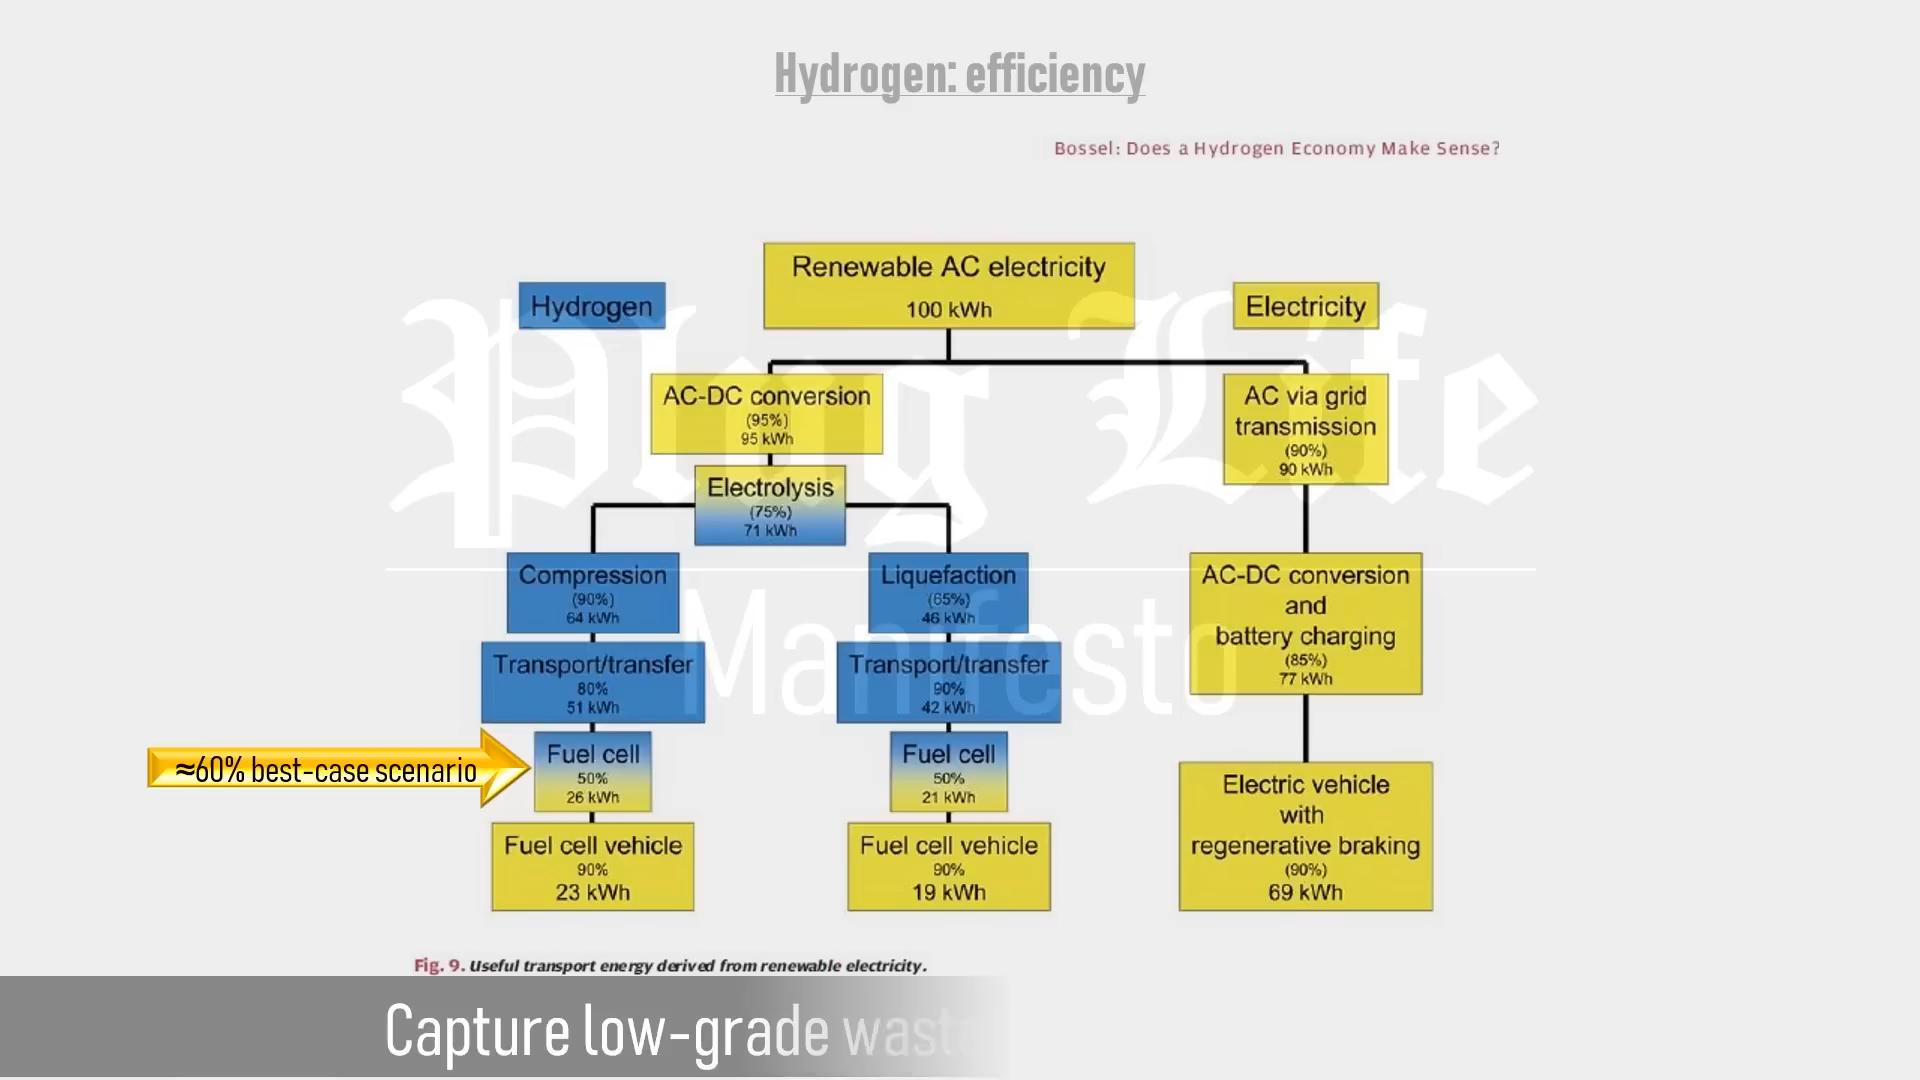 Hydrogen: efficiency
Bossel: Does a Hydrogen Economy Make Sense?
Renewable AC electricity
100 kWh
Hydrogen
Electricity
AC-DC conversion
(95%)
95 kWh
AC via grid
transmission
(90%)
90 kWh
Electrolysis
(75%)
71 kWh
Compression
(90%)
64 kWh
Liquefaction
(65%)
46 kWh
AC-DC conversion
and
battery charging
(85%)
77 kWh
Transport/transfer
80%
51 kWh
Transport/transfer
90%
42 kWh
≈60% best-case scenario
Fuel cell
50%
26 kWh
Fuel cell
50%
21 kWh
Electric vehicle
with
regenerative braking
(90%)
69 kWh
Fuel cell vehicle
90%
23 kWh
Fuel cell vehicle
90%
19 kWh
Fig. 9. Useful transport energy derived from renewable electricity.
Capture low-grade waste
Plog Life
Manifesto